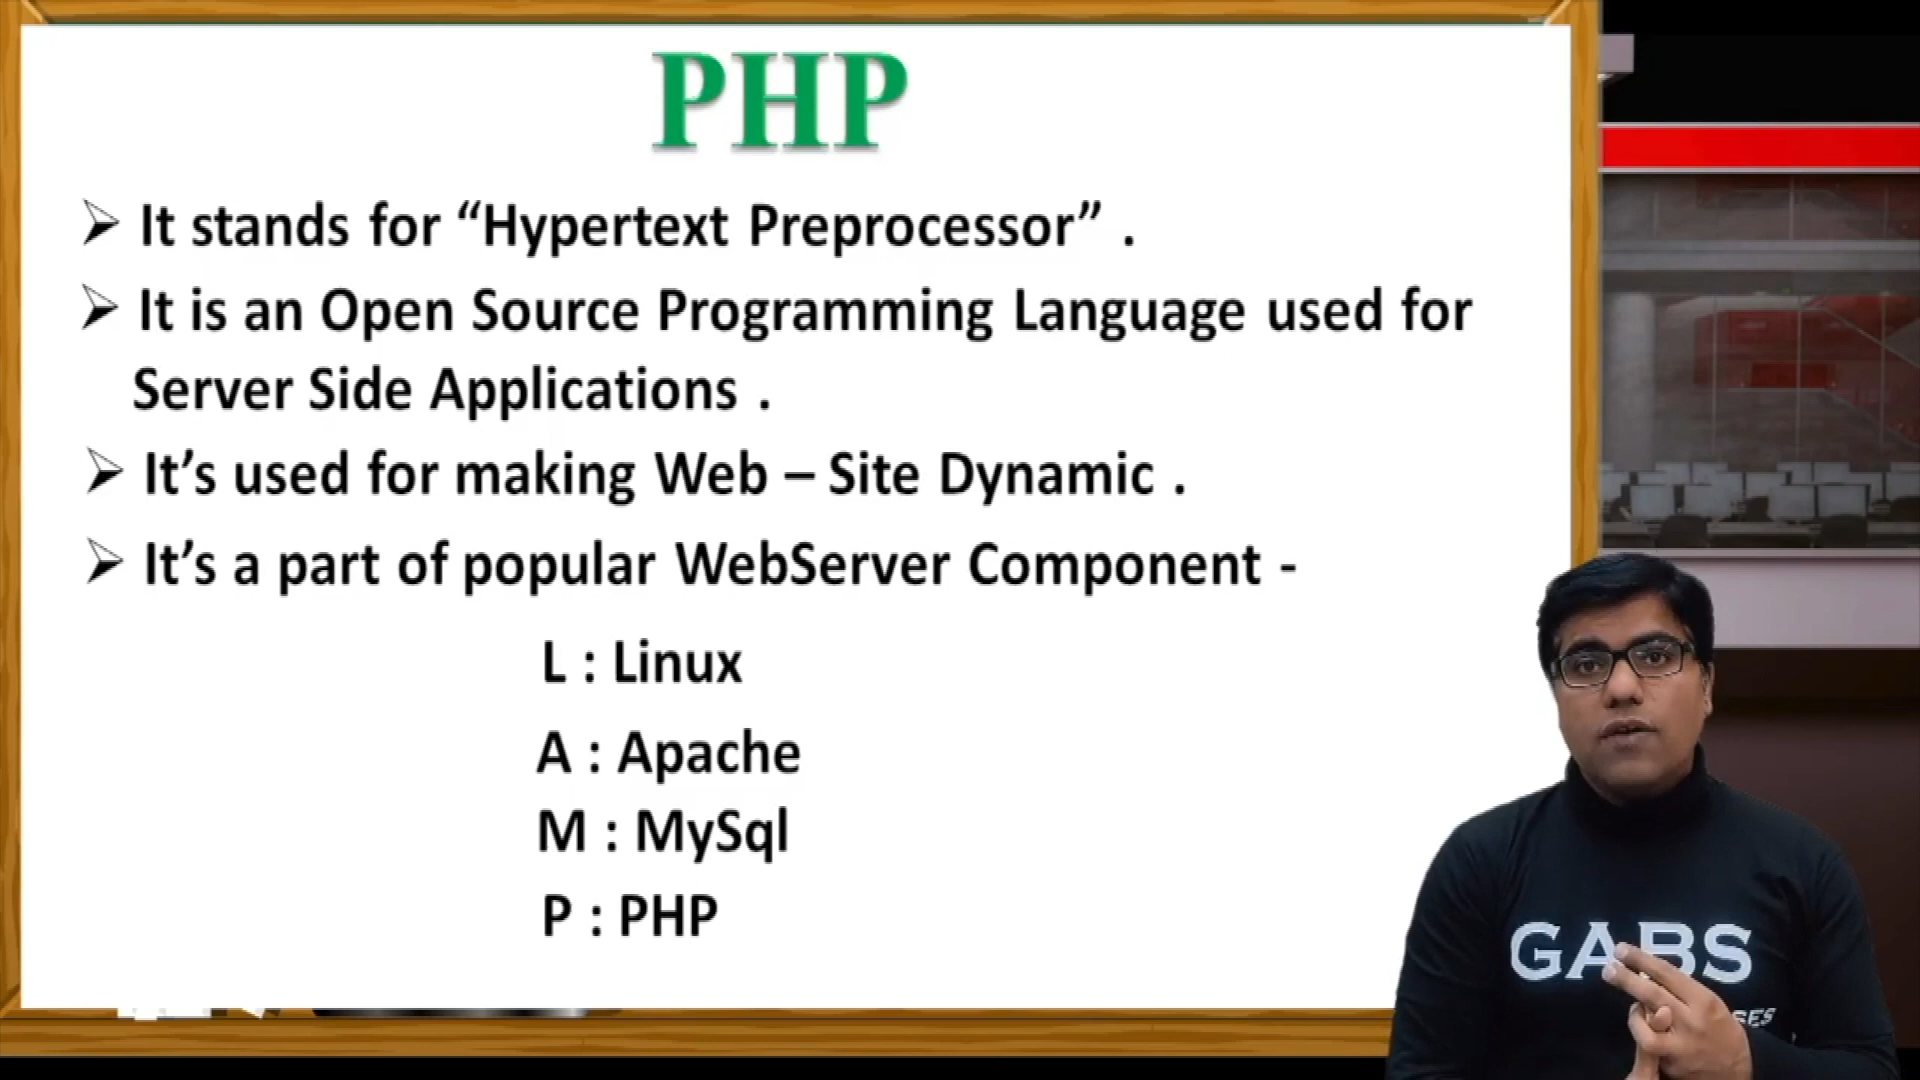 PHP
➢ It stands for “Hypertext Preprocessor” .
➢ It is an Open Source Programming Language used for
Server Side Applications .
➢ It’s used for making Web – Site Dynamic .
➢ It’s a part of popular WebServer Component -
L : Linux
A : Apache
M : MySql
P : PHP
GABS